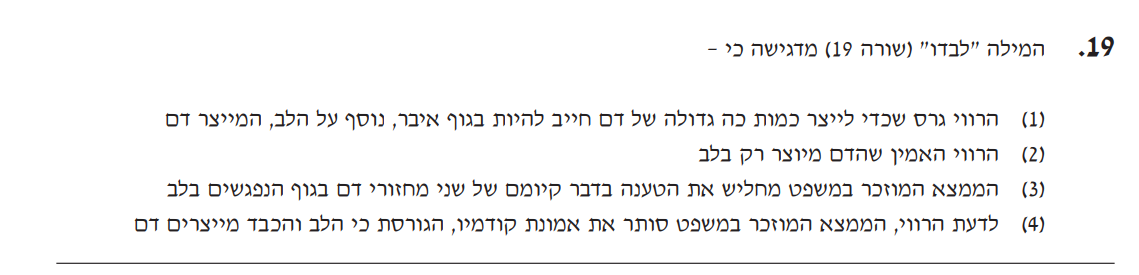 19. המילה "לבדו" (שורה 19) מדגישה כי –
(1) הרווי גרס שכדי לייצר כמות כה גדולה של דם חייב להיות בגוף איבר, נוסף על הלב, המייצר דם
(2) הרווי האמין שהדם מיוצר רק בלב
(3) הממצא המוזכר במשפט מחליש את הטענה בדבר קיומם של שני מחזורי דם בגוף הנפגשים בלב
(4) לדעת הרווי, הממצא המוזכר במשפט סותר את אמונת קודמיו, הגורסת כי הלב והכבד מייצרים דם